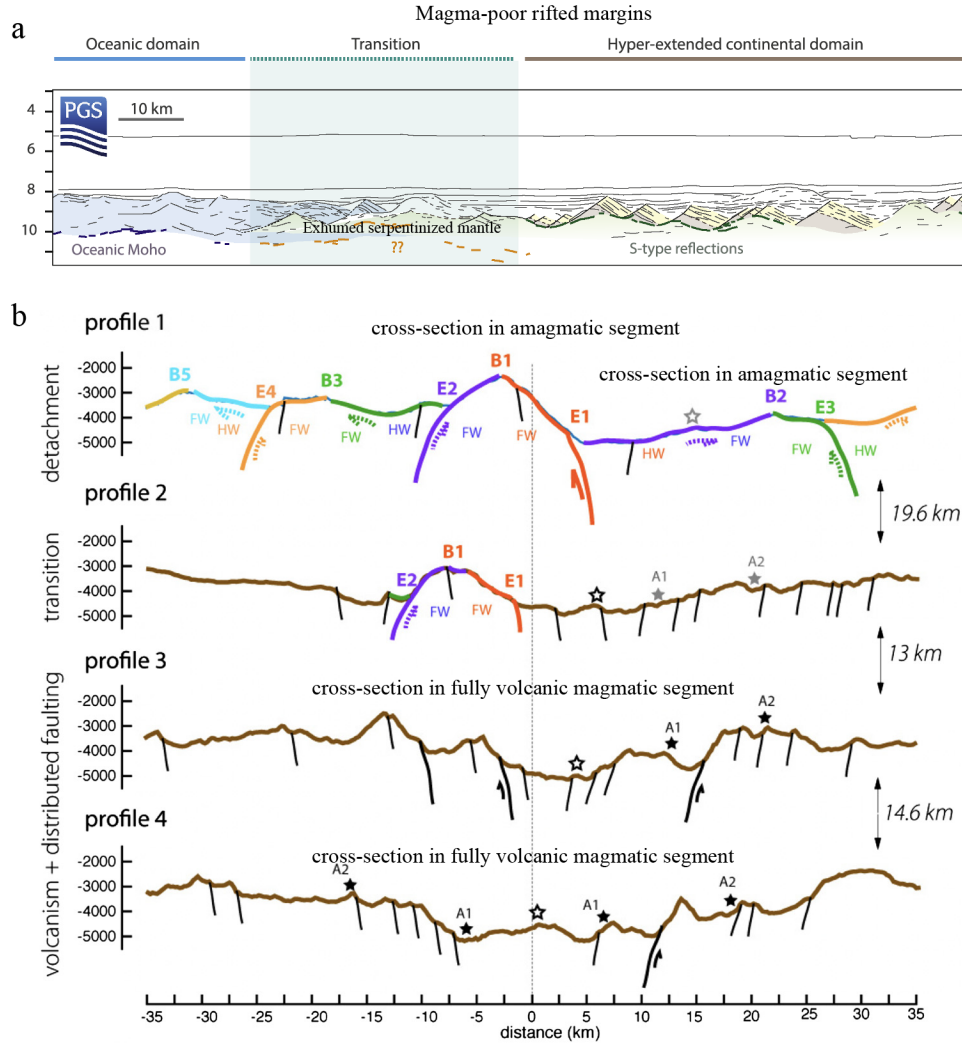 Magma-poor rifted margins
a
Oceanic domain
Transition
Hyper-extended continental domain
PGS
10 km
4
6
8
10
Exhumed serpentinized mantle
??
Oceanic Moho
S-type reflections
b
profile 1
cross-section in amagmatic segment
cross-section in amagmatic segment
detachment
-2000
-3000
-4000
-5000
B5
E4
B3
E2
B1
E1
B2
E3
FW
HW
FW
FW
HW
FW
FW
HW
FW
FW
HW
19.6 km
profile 2
transition
-2000
-3000
-4000
-5000
E2
B1
E1
FW
FW
A1
A2
13 km
profile 3
cross-section in fully volcanic magmatic segment
volcanism + distributed faulting
-2000
-3000
-4000
-5000
A1
A2
14.6 km
profile 4
cross-section in fully volcanic magmatic segment
-2000
-3000
-4000
-5000
A2
A1
A1
A2
-35 -30 -25 -20 -15 -10 -5 0 5 10 15 20 25 30 35
distance (km)